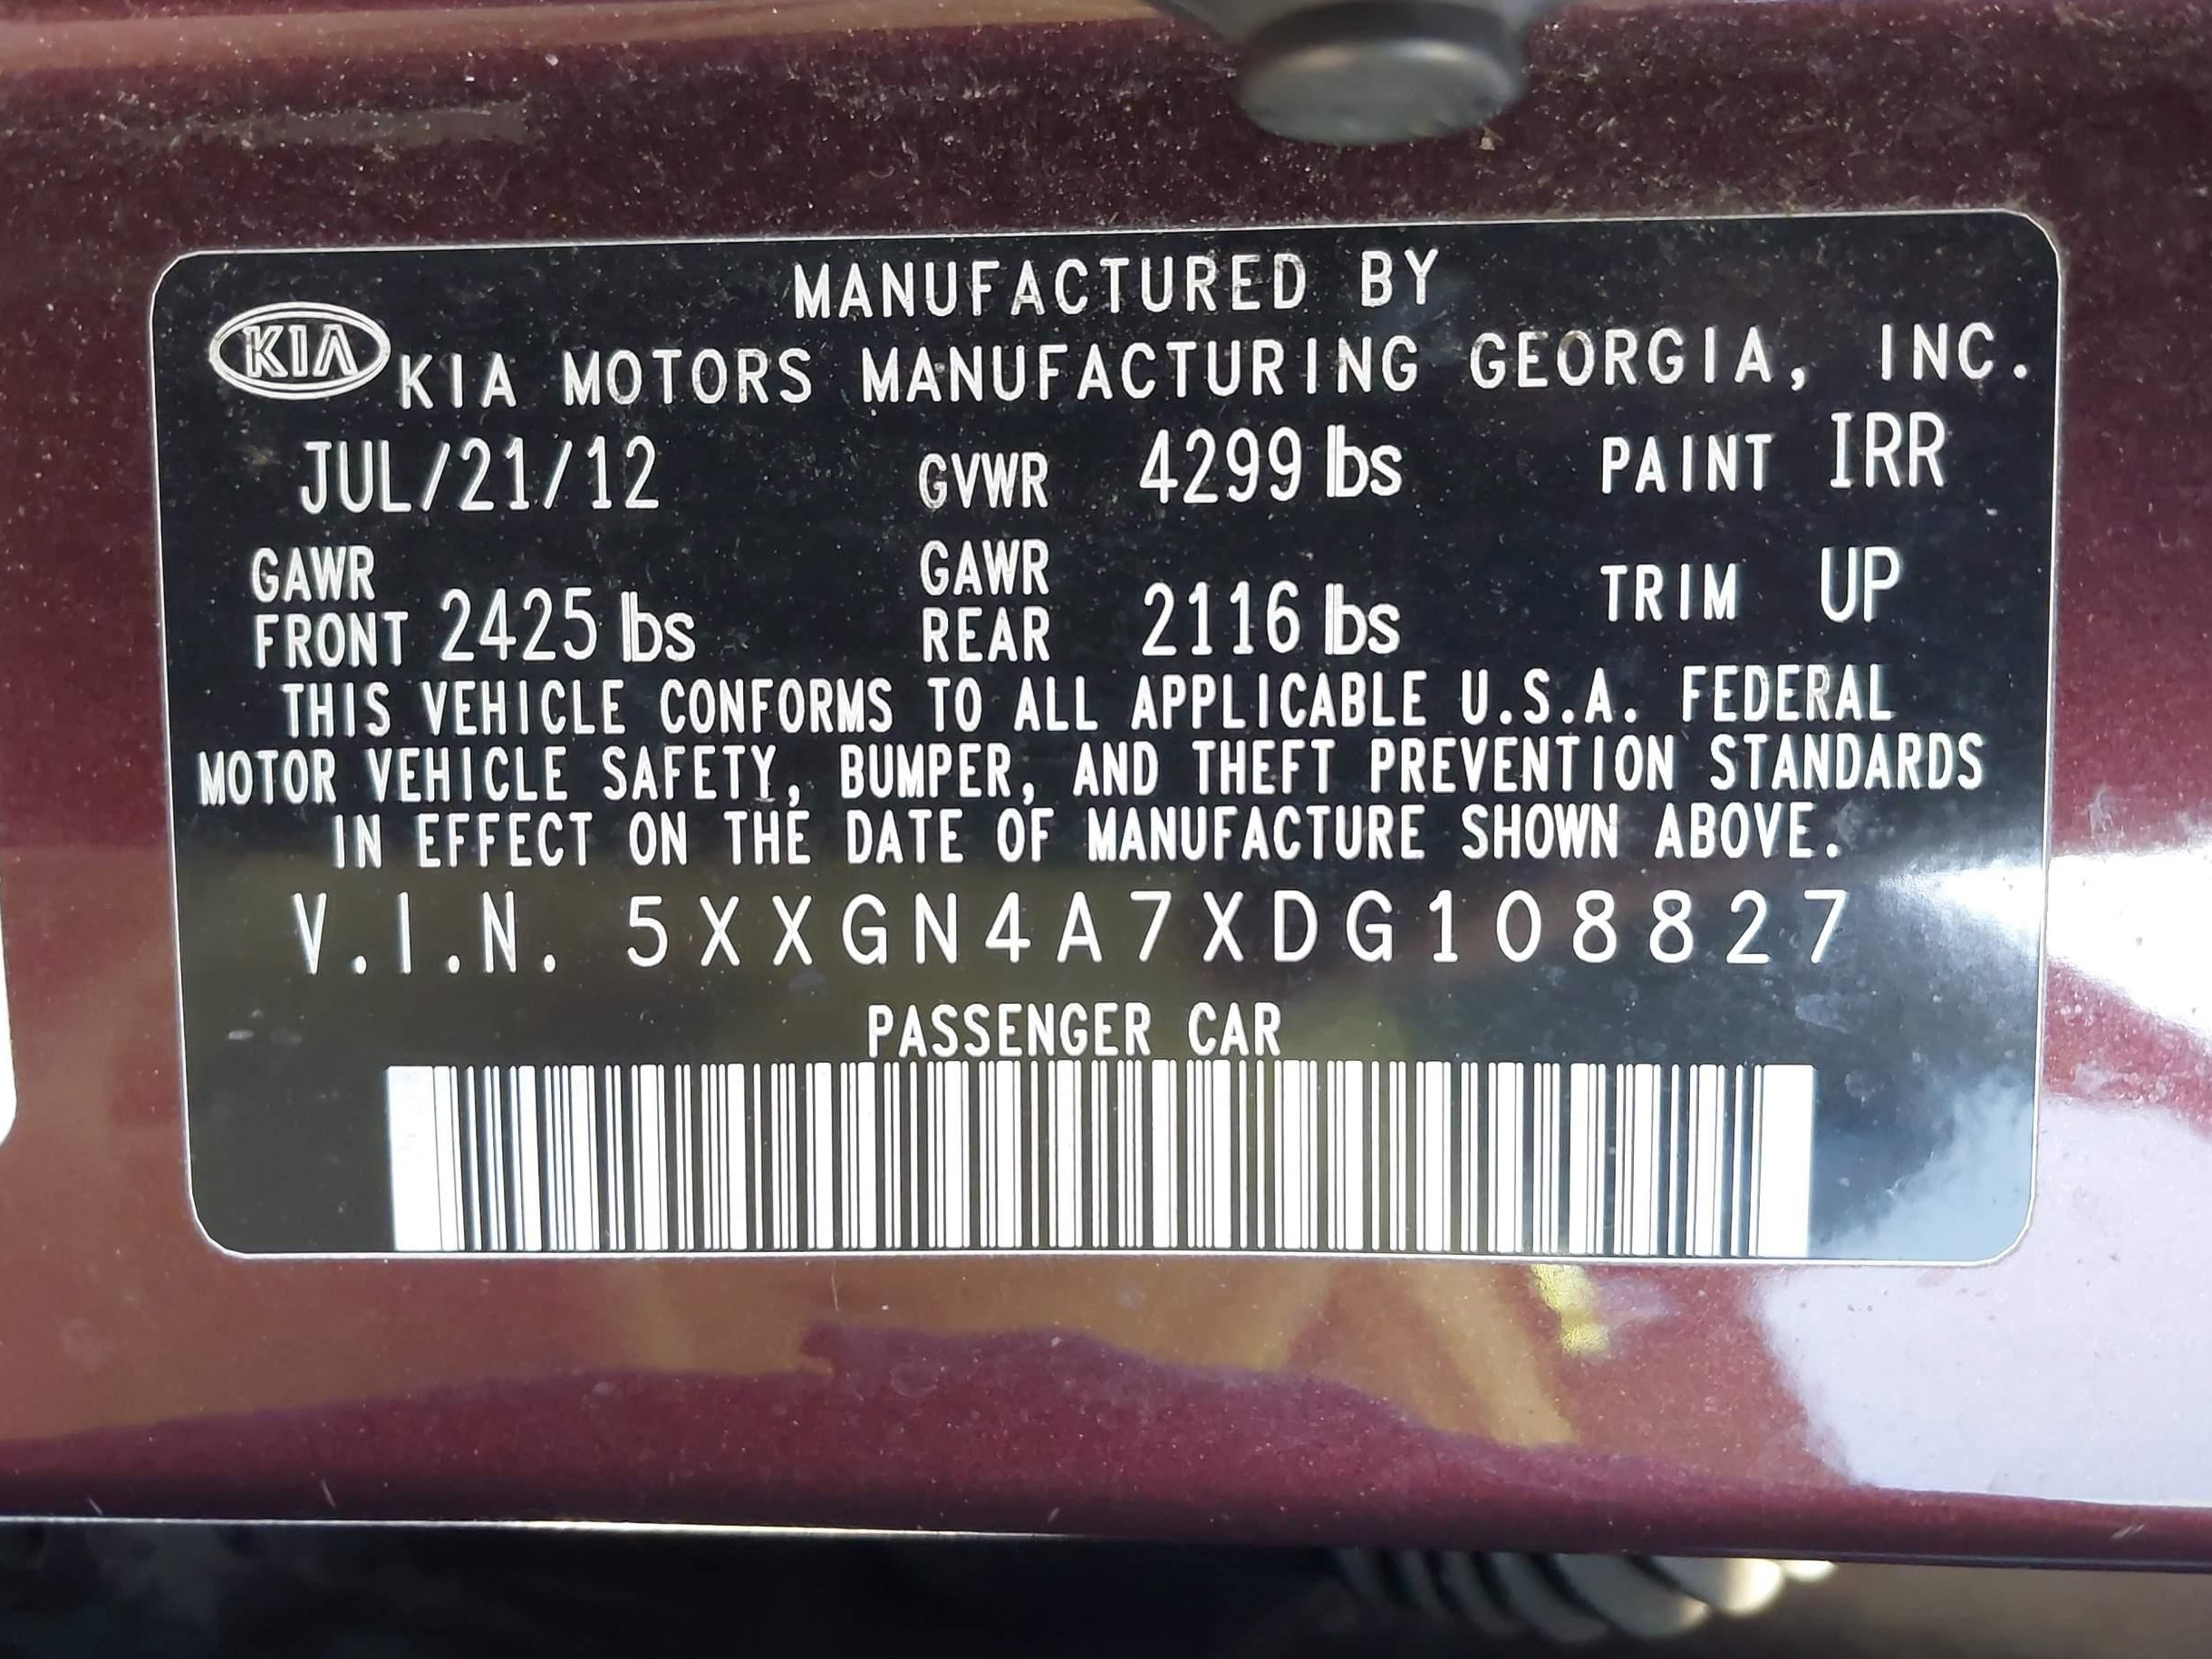 MANUFACTURED BY
KIA KIA MOTORS MANUFACTURING GEORGIA, INC.
JUL/21/12 GVWR 4299 lbs PAINT IRR
GAWR FRONT 2425 lbs GAWR REAR 2116 lbs TRIM UP
THIS VEHICLE CONFORMS TO ALL APPLICABLE U.S.A. FEDERAL
MOTOR VEHICLE SAFETY, BUMPER, AND THEFT PREVENTION STANDARDS
IN EFFECT ON THE DATE OF MANUFACTURE SHOWN ABOVE.
V.I.N. 5XXGN4A7XDG108827
PASSENGER CAR